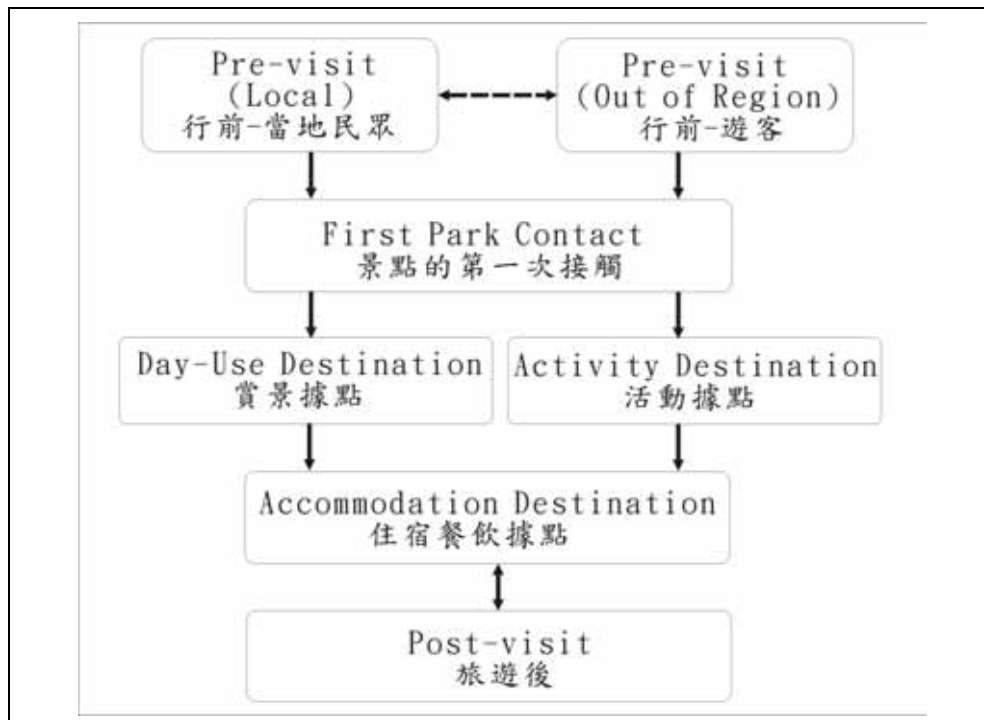 Pre-visit
(Local)
行前-當地民眾
Pre-visit
(Out of Region)
行前-遊客
First Park Contact
景點的第一次接觸
Day-Use Destination
賞景據點
Activity Destination
活動據點
Accommodation Destination
住宿餐飲據點
Post-visit
旅遊後